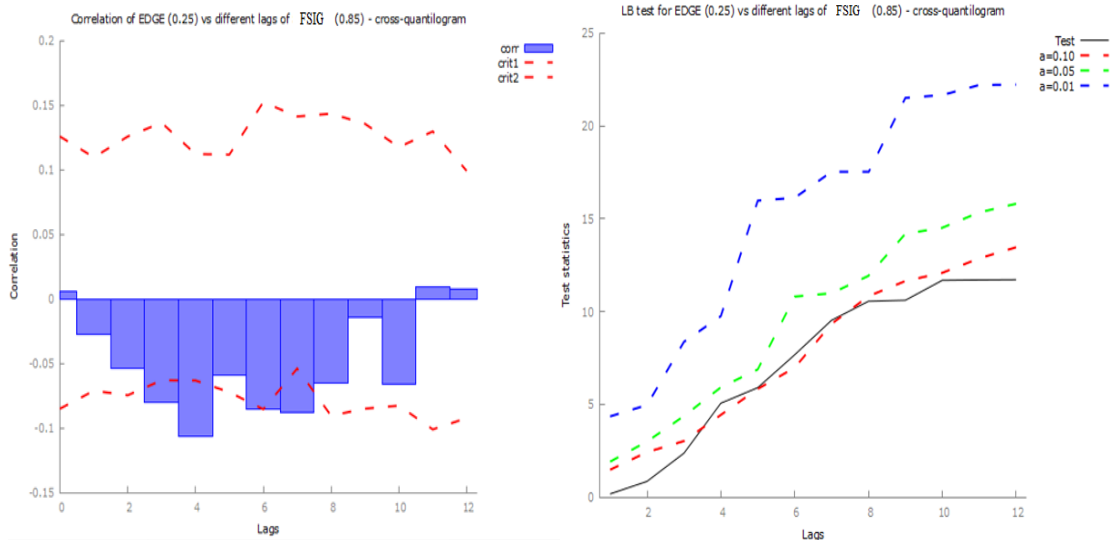 Correlation of EDGE (0.25) vs different lags of FSIG (0.85) - cross-quantilogram
corr
crit1
crit2
0.2
0.15
0.1
0.05
0
-0.05
-0.1
-0.15
Correlation
0 2 4 6 8 10 12
Lags
LB test for EDGE (0.25) vs different lags of FSIG (0.85) - cross-quantilogram
Test
a=0.10
a=0.05
a=0.01
25
20
15
10
5
0
Test statistics
2 4 6 8 10 12
Lags